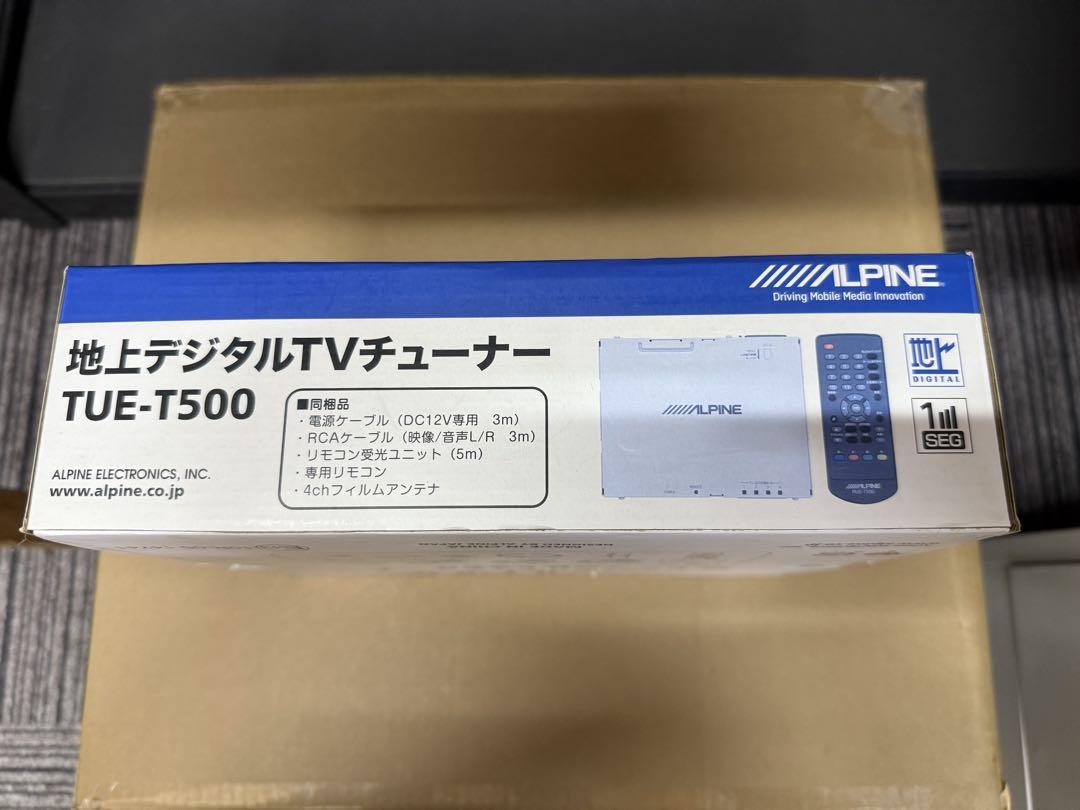 ALPINE
Driving Mobile Media Innovation
地上デジタルTVチューナー
TUE-T500
ALPINE ELECTRONICS, INC.
www.alpine.co.jp
■同梱品
・電源ケーブル（DC12V専用　3m）
・RCAケーブル（映像/音声L/R　3m）
・リモコン受光ユニット（5m）
・専用リモコン
・4chフィルムアンテナ
ALPINE
ALPINE
地上
DIGITAL
1
SEG